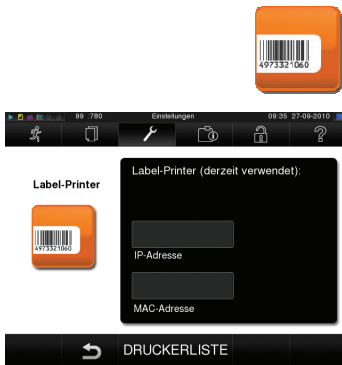 4973321060
99 :780 Einstellungen 09:35 27-09-2010
Label-Printer (derzeit verwendet):
Label-Printer
4973321060
IP-Adresse
MAC-Adresse
DRUCKERLISTE